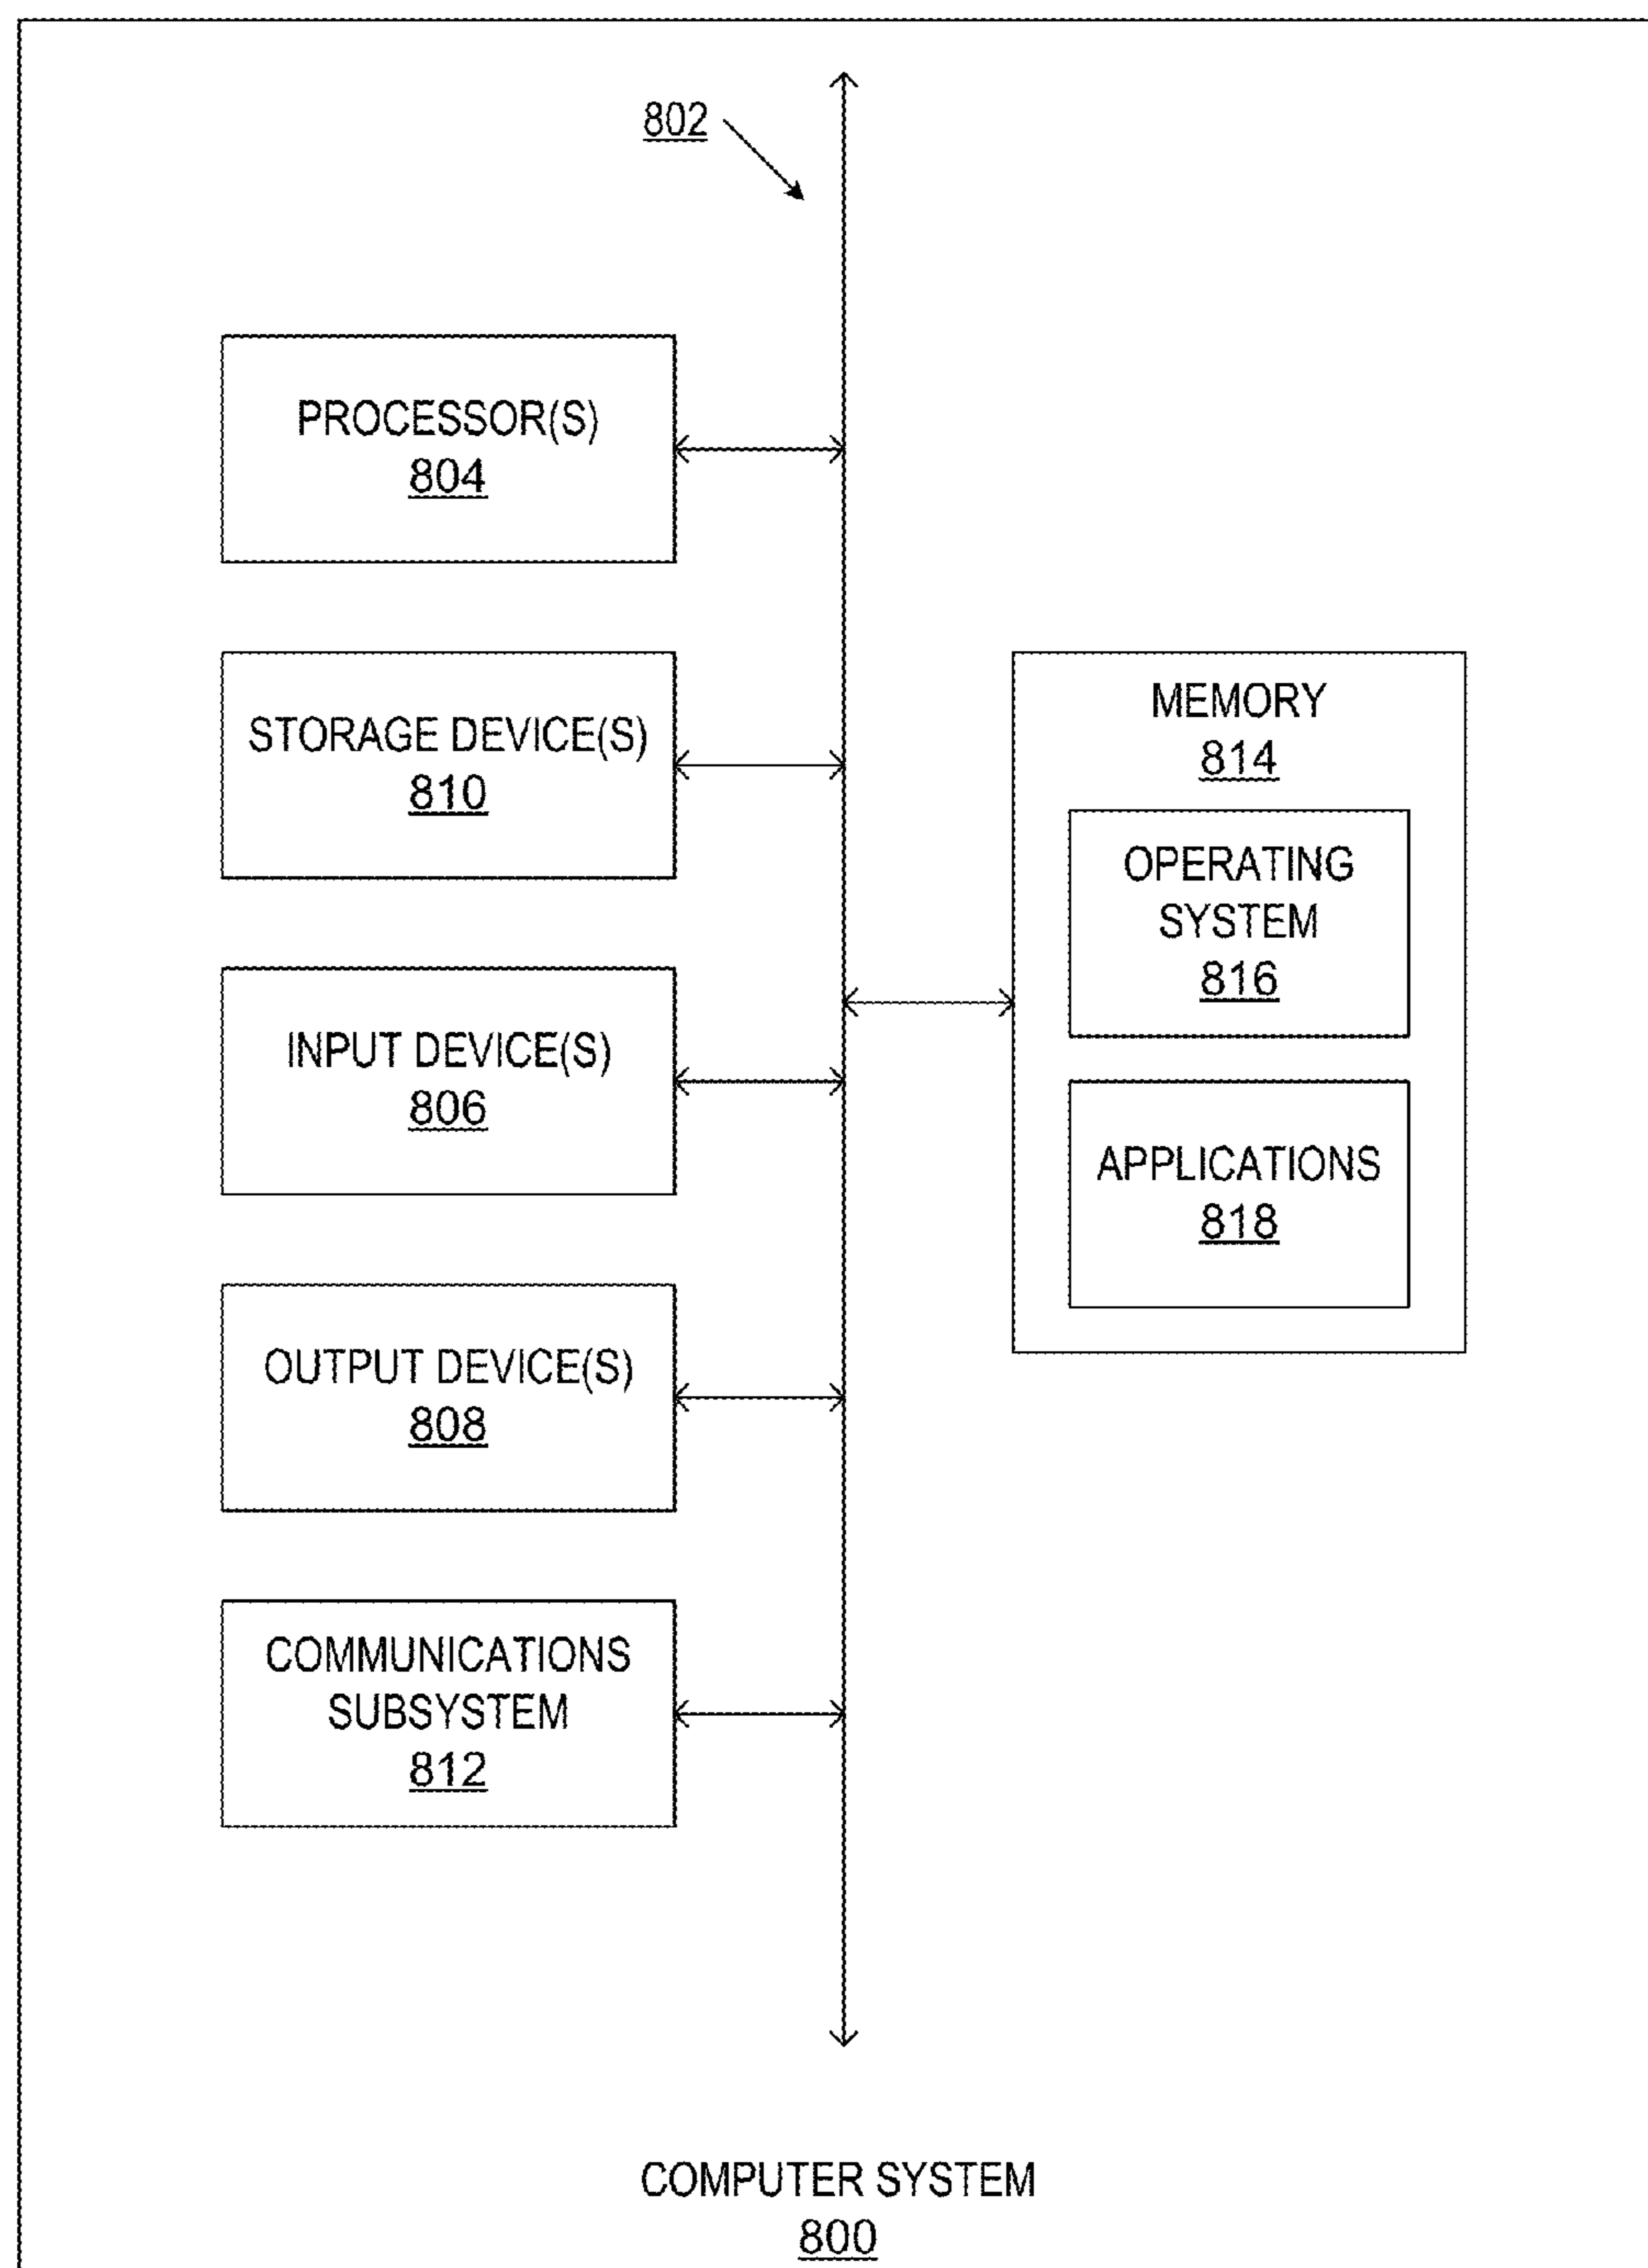 802
PROCESSOR(S)
804
STORAGE DEVICE(S)
810
INPUT DEVICE(S)
806
OUTPUT DEVICE(S)
808
COMMUNICATIONS
SUBSYSTEM
812
MEMORY
814
OPERATING
SYSTEM
816
APPLICATIONS
818
COMPUTER SYSTEM
800